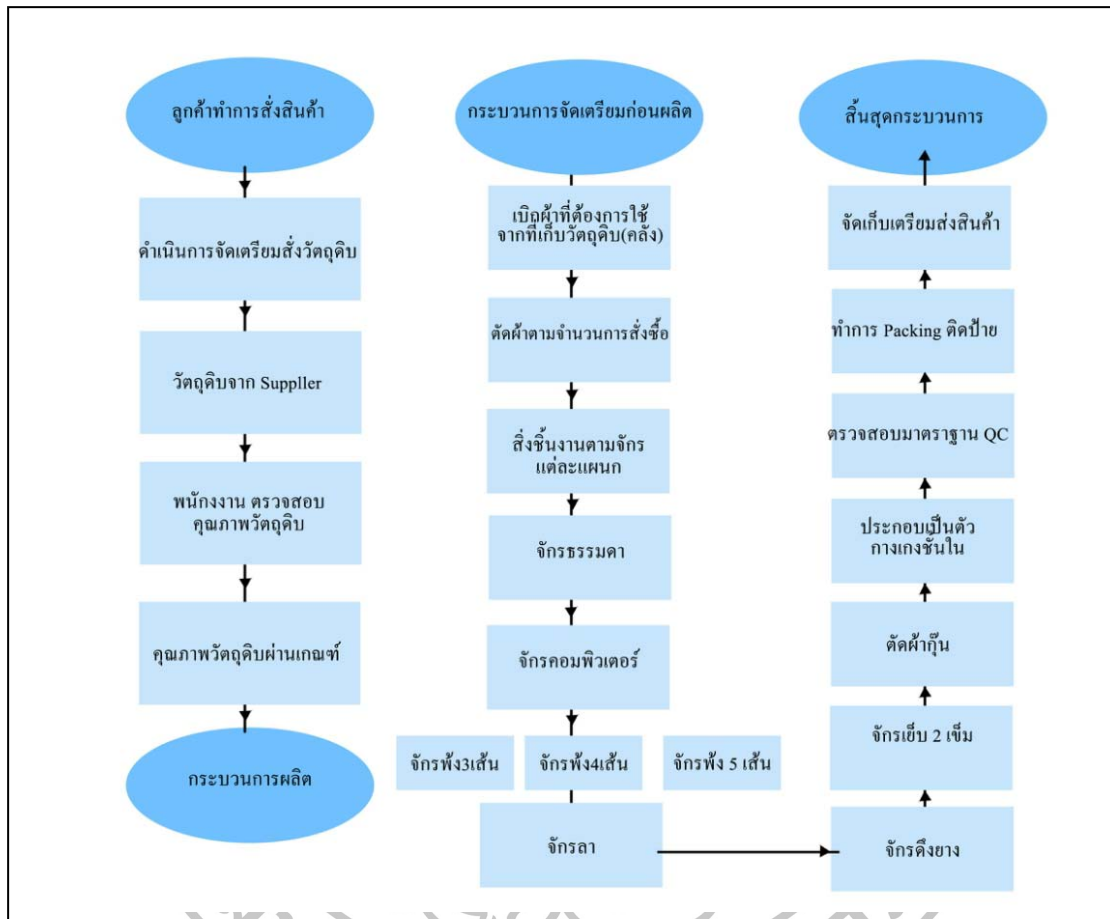 ลูกค้าทำการสั่งสินค้า
ดำเนินการจัดเตรียมสั่งวัตถุดิบ
วัตถุดิบจาก Suppller
พนักงงาน ตรวจสอบ
คุณภาพวัตถุดิบ
คุณภาพวัตถุดิบผ่านเกณฑ์
กระบวนการผลิต
กระบวนการจัดเตรียมก่อนผลิต
เบิกผ้าที่ต้องการใช้
จากที่เก็บวัตถุดิบ(คลัง)
ตัดผ้าตามจำนวนการสั่งซื้อ
สิ่งชิ้นงานตามจักร
แต่ละแผนก
จักรธรรมดา
จักรคอมพิวเตอร์
จักรพ้ง3เส้น
จักรพ้ง4เส้น
จักรพ้ง 5 เส้น
จักรลา
จักรดึงยาง
จักรเย็บ 2 เข็ม
ตัดผ้ากุ๊น
ประกอบเป็นตัว
กางเกงชั้นใน
ตรวจสอบมาตราฐาน QC
ทำการ Packing ติดป้าย
จัดเก็บเตรียมส่งสินค้า
สิ้นสุดกระบวนการ